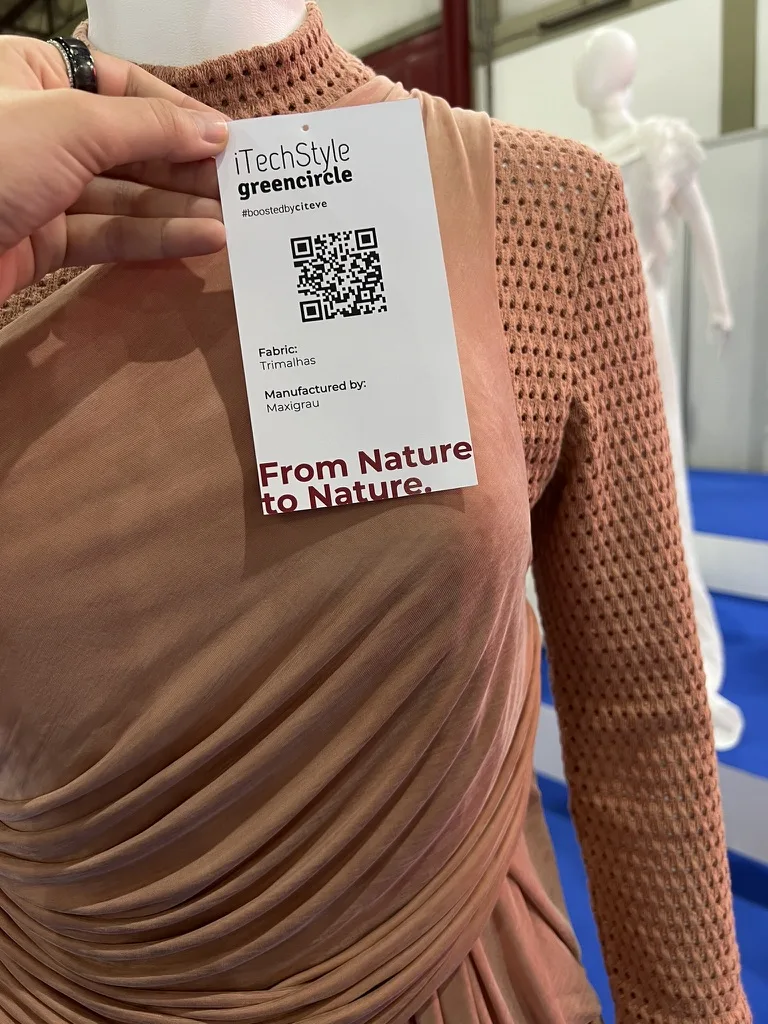 iTechStyle
greencircle
#boostedbyciteve
Fabric:
Trimalhas
Manufactured by:
Maxigrau
From Nature
to Nature.